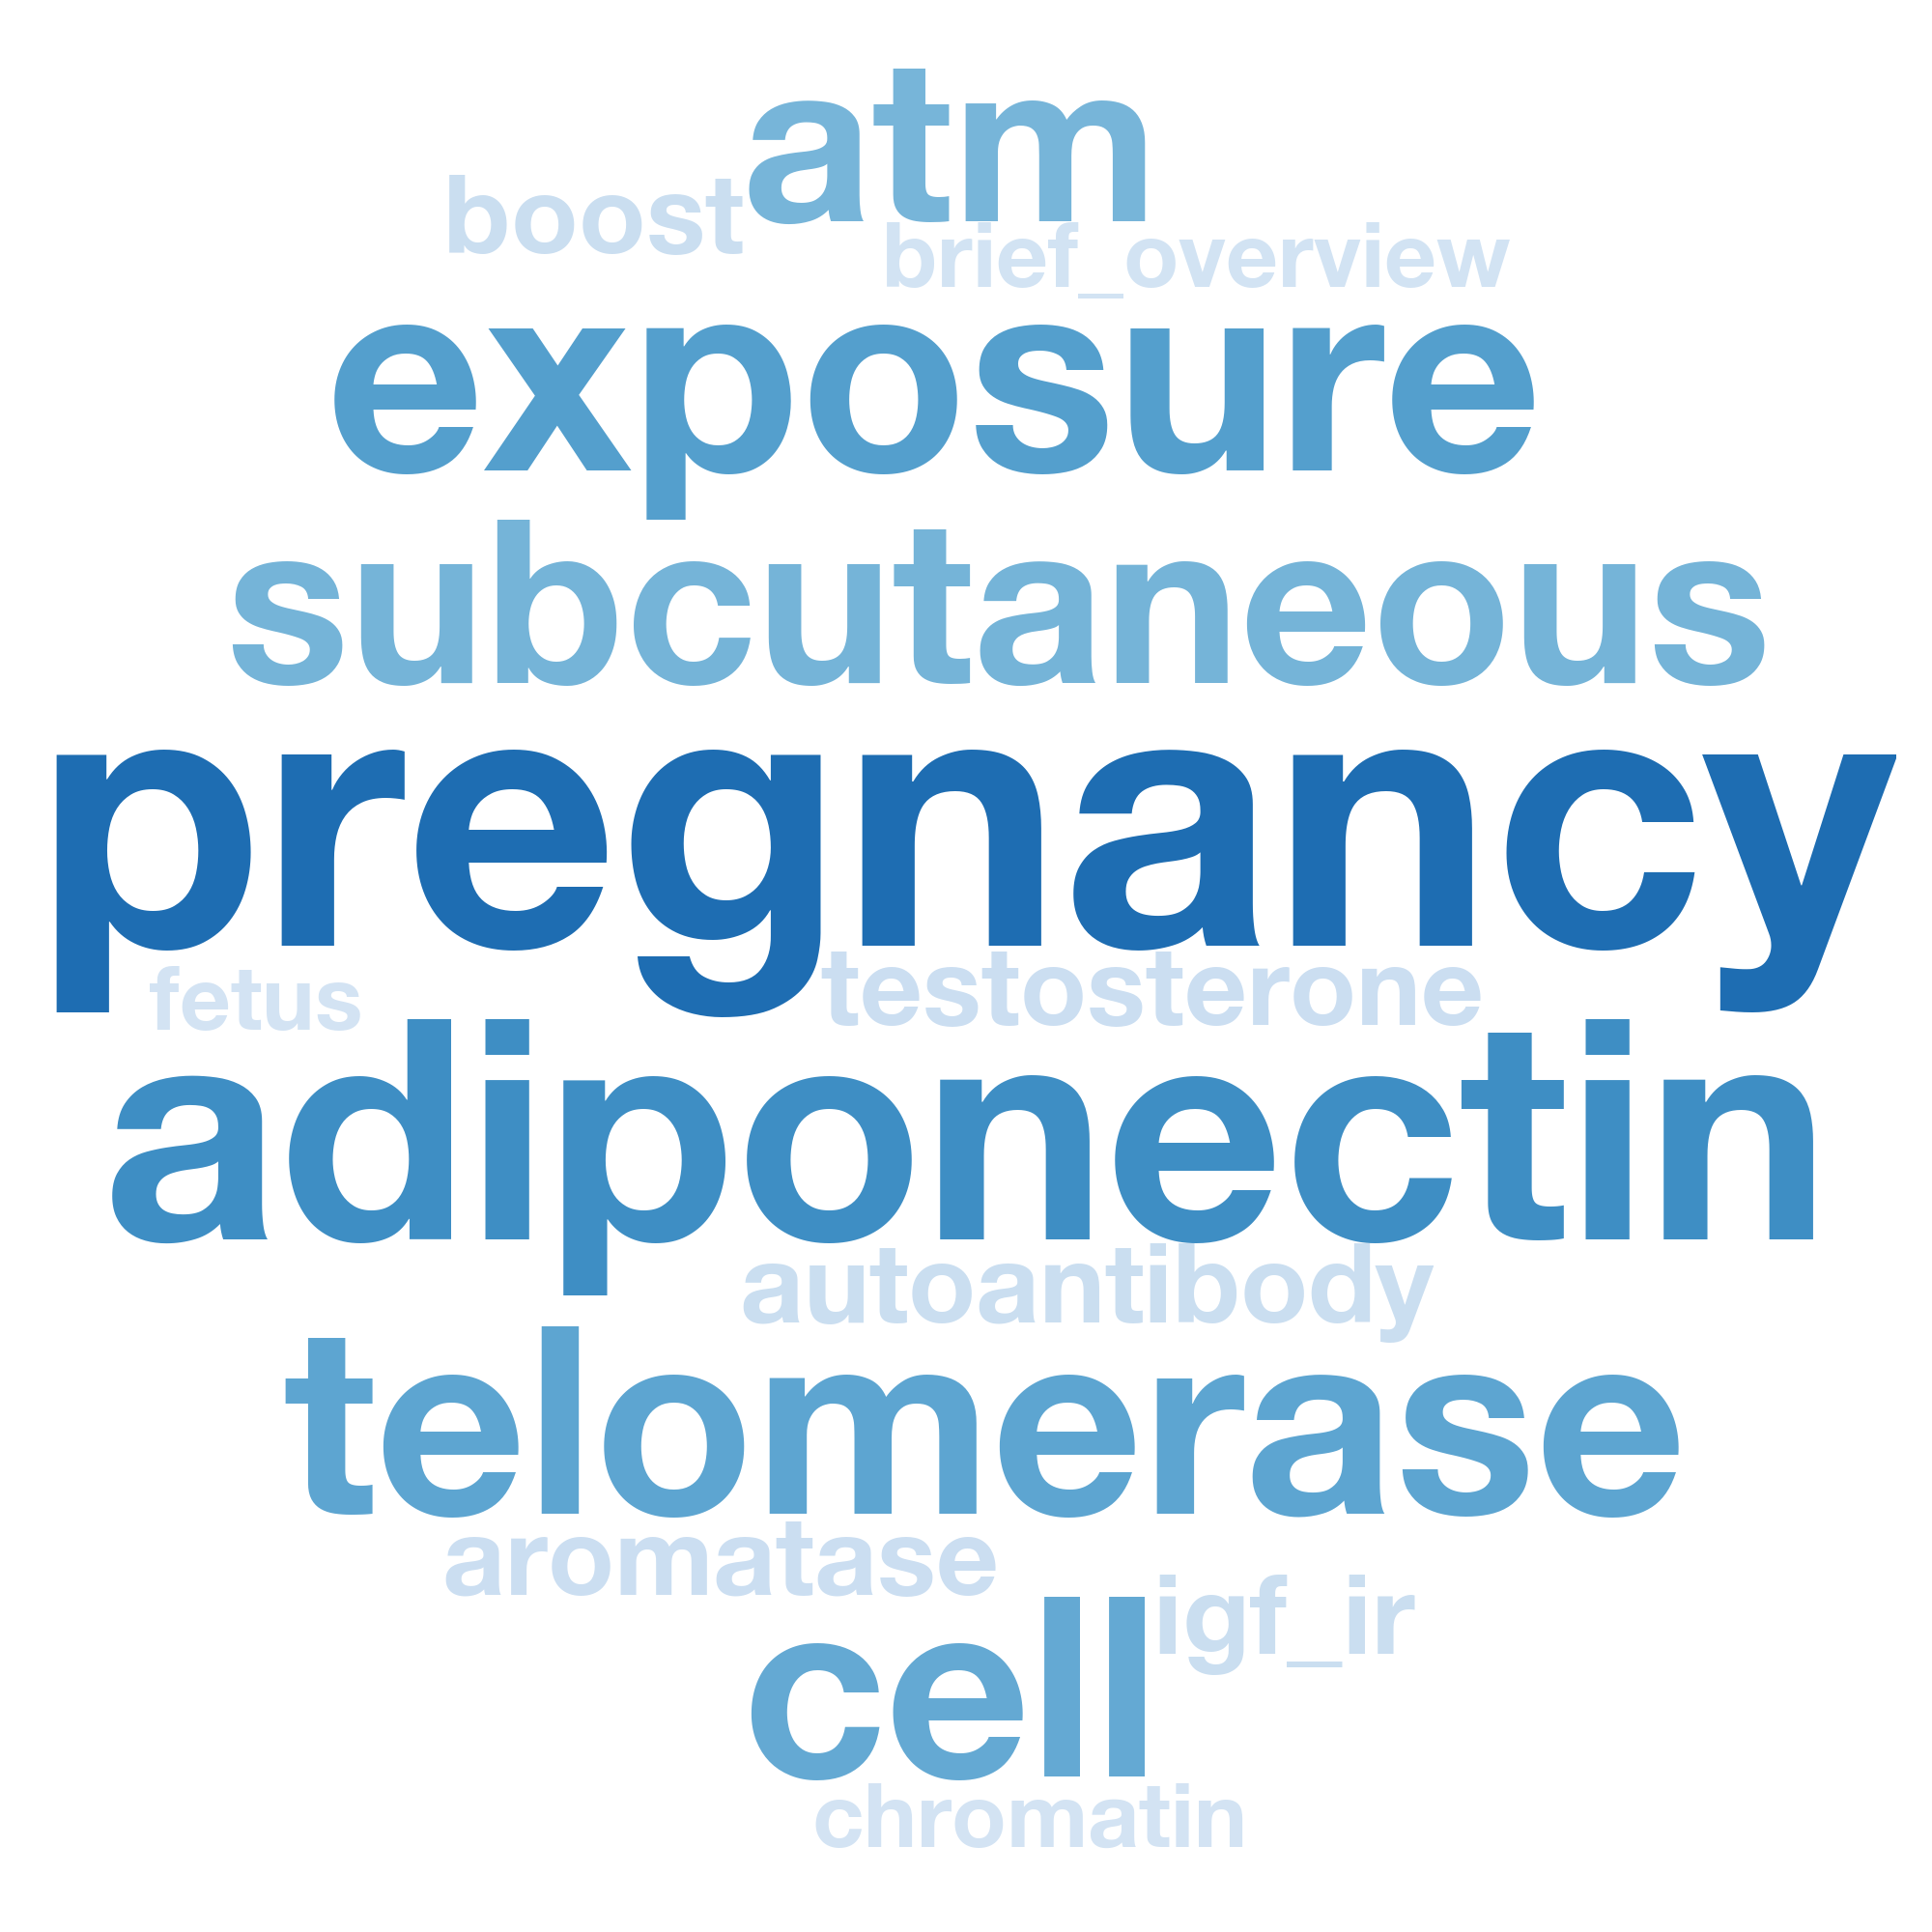 atm
boost
brief_overview
exposure
subcutaneous
pregnancy
fetus testosterone
adiponectin
autoantibody
telomerase
aromatase
igf_ir
cell
chromatin